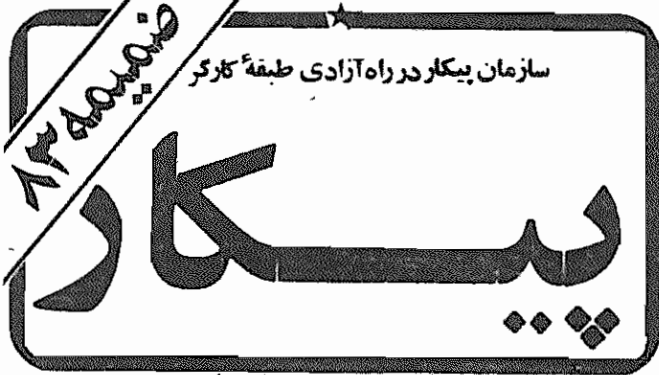 ضمیمه ۸۳
سازمان پیکار در راه آزادی طبقهٔ کارگر
پیکار